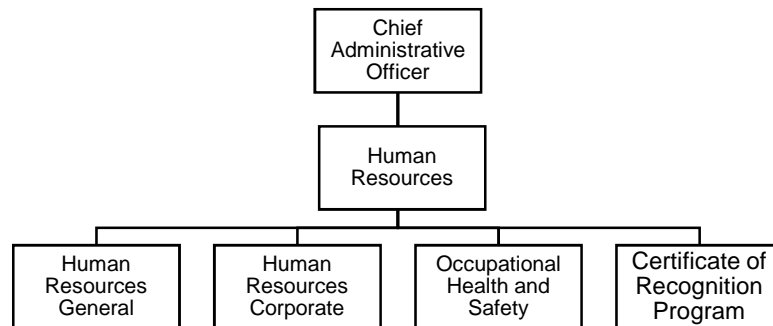 Chief
Administrative
Officer
Human
Resources
Human
Resources
General
Human
Resources
Corporate
Occupational
Health and
Safety
Certificate of
Recognition
Program